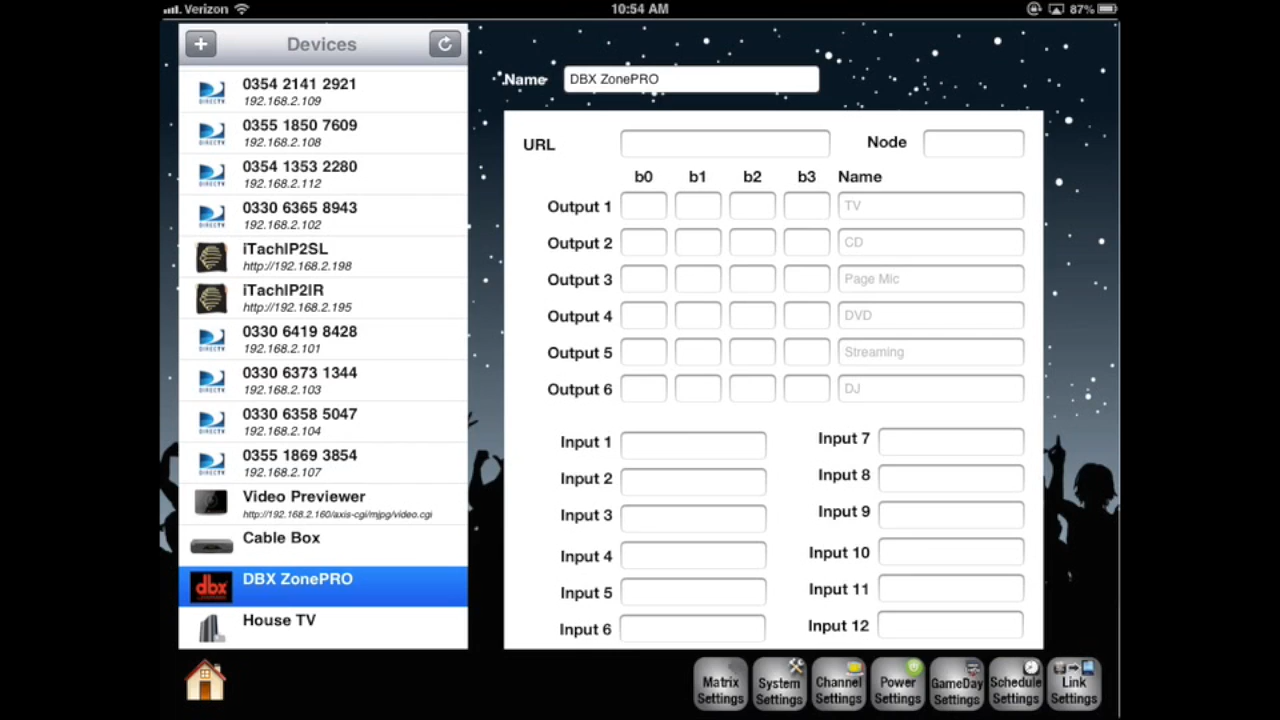 Verizon
10:54 AM
87%
Devices
0354 2141 2921
192.168.2.109
0355 1850 7609
192.168.2.108
0354 1353 2280
192.168.2.112
0330 6365 8943
192.168.2.102
iTachIP2SL
http://192.168.2.198
iTachIP2IR
http://192.168.2.195
0330 6419 8428
192.168.2.101
0330 6373 1344
192.168.2.103
0330 6358 5047
192.168.2.104
0355 1869 3854
192.168.2.107
Video Previewer
http://192.168.2.160/axis-cgi/mjpg/video.cgi
Cable Box
dbx
DBX ZonePRO
House TV
Name DBX ZonePRO
URL Node
b0 b1 b2 b3 Name
Output 1 TV
Output 2 CD
Output 3 Page Mic
Output 4 DVD
Output 5 Streaming
Output 6 DJ
Input 1 Input 7
Input 2 Input 8
Input 3 Input 9
Input 4 Input 10
Input 5 Input 11
Input 6 Input 12
Matrix Settings
System Settings
Channel Settings
Power Settings
GameDay Settings
Schedule Settings
Link Settings